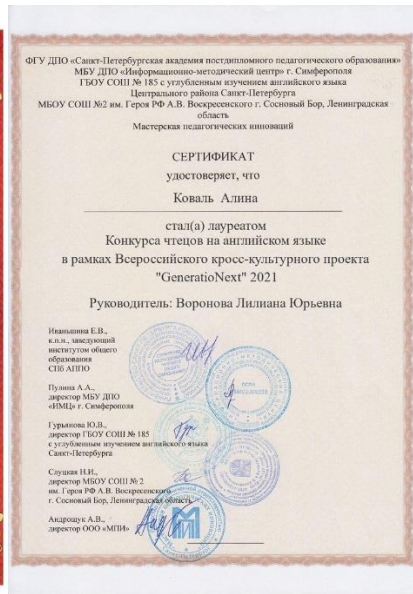 ФГУ ДПО «Санкт-Петербургская академия постдипломного педагогического образования»
МБУ ДПО «Информационно-методический центр» г. Симферополя
ГБОУ СОШ № 185 с углубленным изучением английского языка
Центрального района Санкт-Петербурга
МБОУ СОШ №2 им. Героя РФ А.В. Воскресенского г. Сосновый Бор, Ленинградская
область
Мастерская педагогических инноваций
СЕРТИФИКАТ
удостоверяет, что
Коваль Алина
стал(а) лауреатом
Конкурса чтецов на английском языке
в рамках Всероссийского кросс-культурного проекта
"GeneratioNext" 2021
Руководитель: Воронова Лилиана Юрьевна
Иваньшина Е.В.,
к.п.н., заведующий
институтом общего
образования
СПб АППО
Пулина А.А.,
директор МБУ ДПО
«ИМЦ» г. Симферополя
Гурьянова Ю.В.,
директор ГБОУ СОШ № 185
с углубленным изучением английского языка
Санкт-Петербурга
Слуцкая Н.И.,
директор МБОУ СОШ № 2
им. Героя РФ А.В. Воскресенского
г. Сосновый Бор, Ленинградская область
Андрощук А.В.,
директор ООО «МПИ»